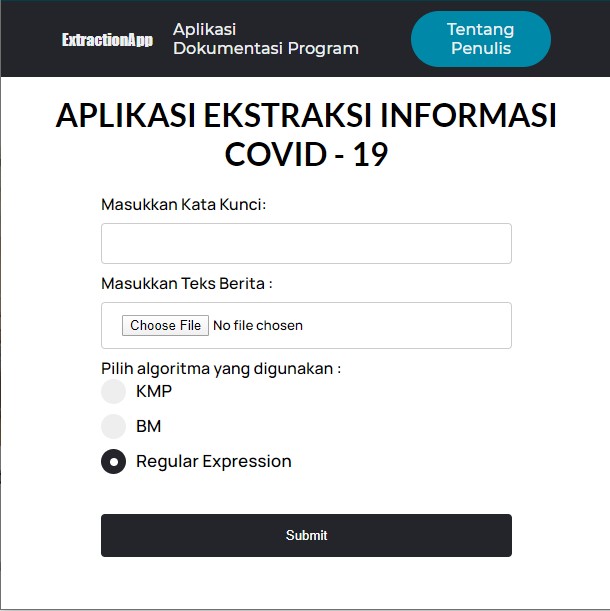 ExtractionApp
Aplikasi
Dokumentasi Program
Tentang
Penulis
APLIKASI EKSTRAKSI INFORMASI
COVID - 19
Masukkan Kata Kunci:
Masukkan Teks Berita :
Choose File No file chosen
Pilih algoritma yang digunakan :
KMP
BM
Regular Expression
Submit